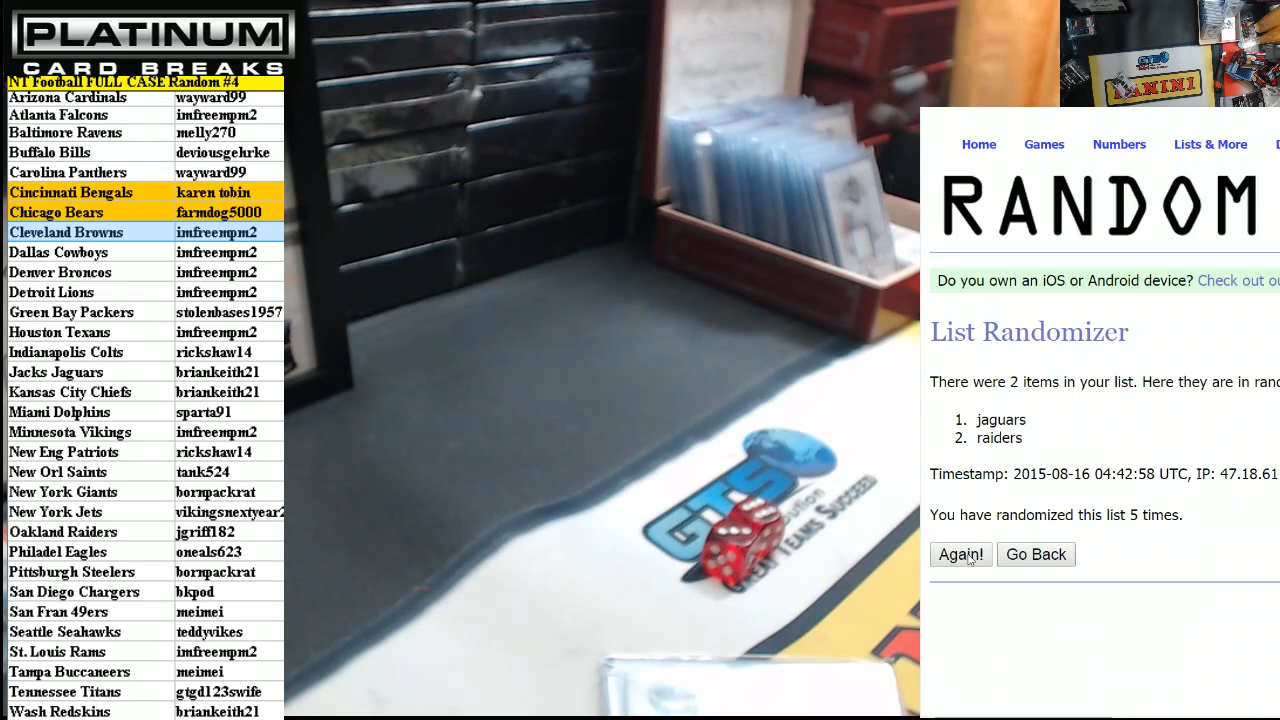 PLATINUM
CARD BREAKS
NT Football FULL CASE Random #4
Arizona Cardinals wayward99
Atlanta Falcons imfreempm2
Baltimore Ravens melly270
Buffalo Bills deviousgehrke
Carolina Panthers wayward99
Cincinnati Bengals karen tobin
Chicago Bears farmdog5000
Cleveland Browns imfreempm2
Dallas Cowboys imfreempm2
Denver Broncos imfreempm2
Detroit Lions imfreempm2
Green Bay Packers stolenbases1957
Houston Texans imfreempm2
Indianapolis Colts rickshaw14
Jacks Jaguars briankeith21
Kansas City Chiefs briankeith21
Miami Dolphins sparta91
Minnesota Vikings imfreempm2
New Eng Patriots rickshaw14
New Orl Saints tank524
New York Giants bornpackrat
New York Jets vikingsnextyear2
Oakland Raiders jgriff182
Philadel Eagles oneals623
Pittsburgh Steelers bornpackrat
San Diego Chargers bkpod
San Fran 49ers meimei
Seattle Seahawks teddyvikes
St. Louis Rams imfreempm2
Tampa Buccaneers meimei
Tennessee Titans gtgd123swife
Wash Redskins briankeith21
GTS
GREAT TEAMS SUCCEED
GTS
PANINI
Home Games Numbers Lists & More D
RANDOM
Do you own an iOS or Android device? Check out ou
List Randomizer
There were 2 items in your list. Here they are in rand
1. jaguars
2. raiders
Timestamp: 2015-08-16 04:42:58 UTC, IP: 47.18.61
You have randomized this list 5 times.
Again! Go Back